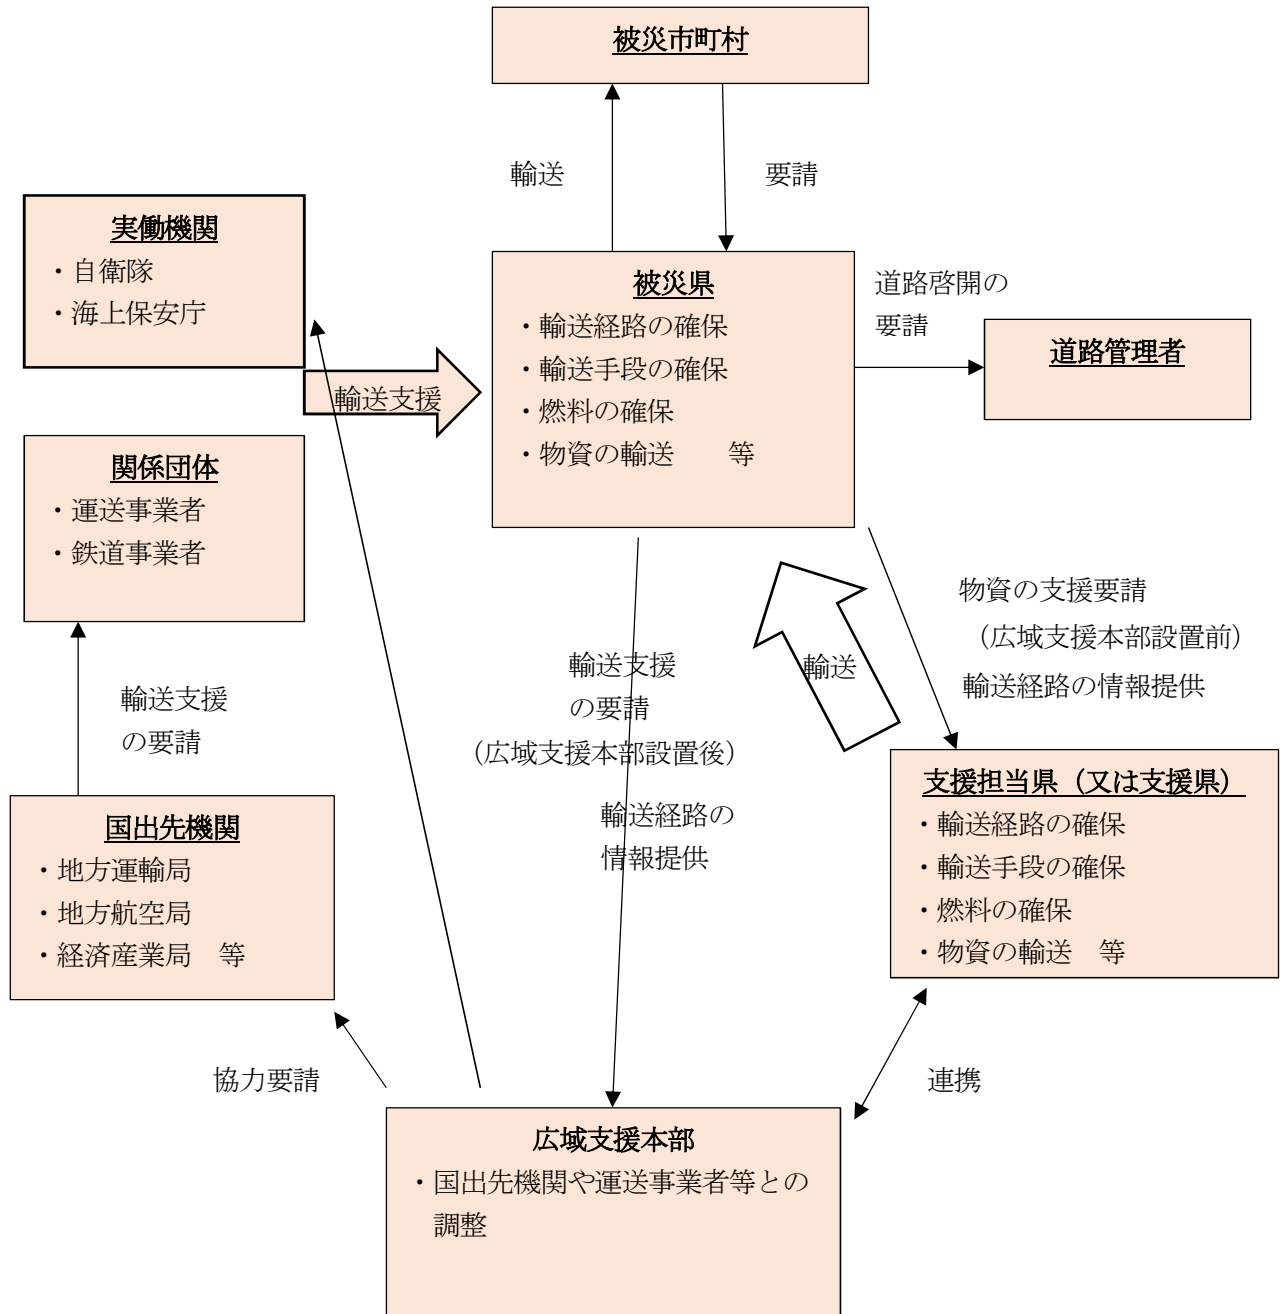 被災市町村
輸送
要請
実働機関
・自衛隊
・海上保安庁
輸送支援
被災県
・輸送経路の確保
・輸送手段の確保
・燃料の確保
・物資の輸送　　等
道路啓開の
要請
道路管理者
関係団体
・運送事業者
・鉄道事業者
輸送支援
の要請
輸送支援
の要請
（広域支援本部設置後）
輸送経路の
情報提供
輸送
物資の支援要請
（広域支援本部設置前）
輸送経路の情報提供
国出先機関
・地方運輸局
・地方航空局
・経済産業局　等
支援担当県（又は支援県）
・輸送経路の確保
・輸送手段の確保
・燃料の確保
・物資の輸送　等
協力要請
連携
広域支援本部
・国出先機関や運送事業者等との
調整